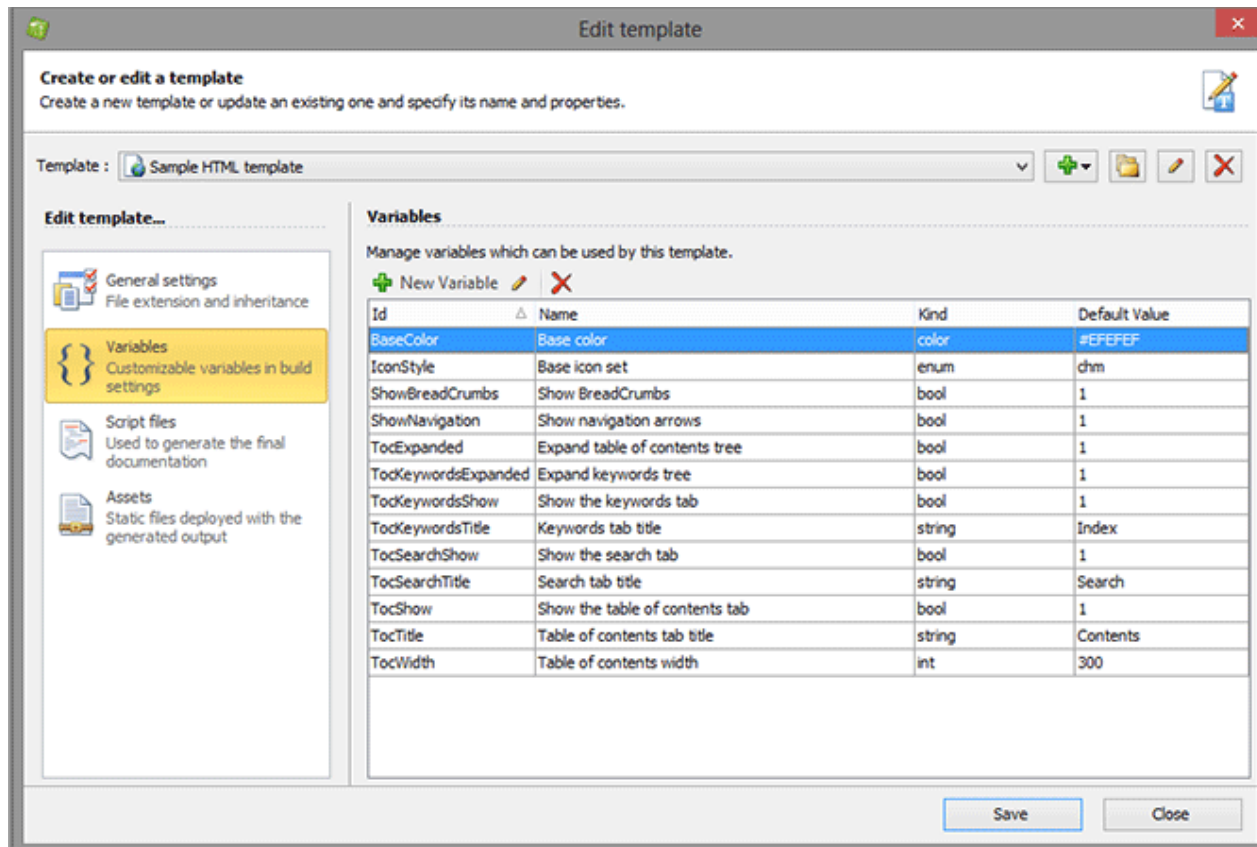 Edit template
Create or edit a template
Create a new template or update an existing one and specify its name and properties.
Template : Sample HTML template
Edit template...
General settings
File extension and inheritance
Variables
Customizable variables in build
settings
Script files
Used to generate the final
documentation
Assets
Static files deployed with the
generated output
Variables
Manage variables which can be used by this template.
New Variable
Id Name Kind Default Value
BaseColor Base color color #EFEFEF
IconStyle Base icon set enum chm
ShowBreadCrumbs Show BreadCrumbs bool 1
ShowNavigation Show navigation arrows bool 1
TocExpanded Expand table of contents tree bool 1
TocKeywordsExpanded Expand keywords tree bool 1
TocKeywordsShow Show the keywords tab bool 1
TocKeywordsTitle Keywords tab title string Index
TocSearchShow Show the search tab bool 1
TocSearchTitle Search tab title string Search
TocShow Show the table of contents tab bool 1
TocTitle Table of contents tab title string Contents
TocWidth Table of contents width int 300
Save Close